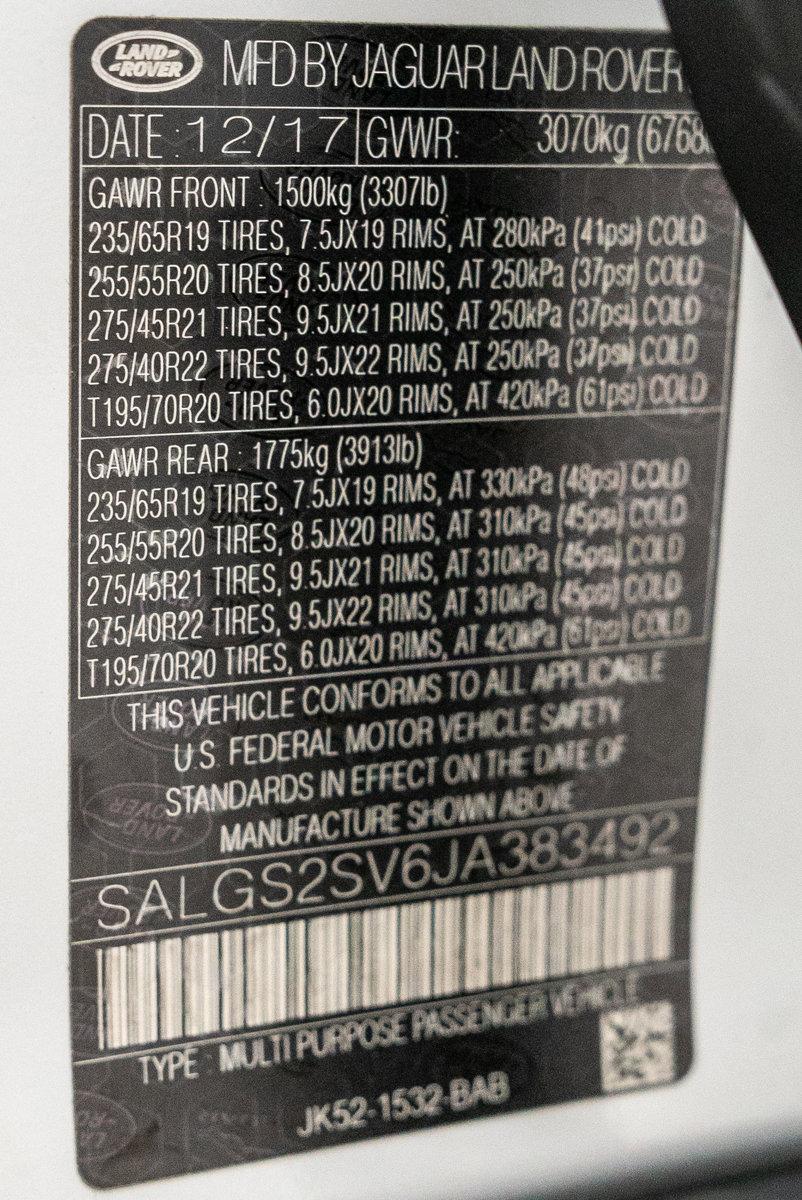 LAND-
-ROVER
MFD BY JAGUAR LAND ROVER
DATE : 12/17 GVWR: 3070kg (6768
GAWR FRONT : 1500kg (3307lb)
235/65R19 TIRES, 7.5JX19 RIMS, AT 280kPa (41psi) COLD
255/55R20 TIRES, 8.5JX20 RIMS, AT 250kPa (37psi) COLD
275/45R21 TIRES, 9.5JX21 RIMS, AT 250kPa (37psi) COLD
275/40R22 TIRES, 9.5JX22 RIMS, AT 250kPa (37psi) COLD
T195/70R20 TIRES, 6.0JX20 RIMS, AT 420kPa (61psi) COLD
GAWR REAR : 1775kg (3913lb)
235/65R19 TIRES, 7.5JX19 RIMS, AT 330kPa (48psi) COLD
255/55R20 TIRES, 8.5JX20 RIMS, AT 310kPa (45psi) COLD
275/45R21 TIRES, 9.5JX21 RIMS, AT 310kPa (45psi) COLD
275/40R22 TIRES, 9.5JX22 RIMS, AT 310kPa (45psi) COLD
T195/70R20 TIRES, 6.0JX20 RIMS, AT 420kPa (61psi) COLD
THIS VEHICLE CONFORMS TO ALL APPLICABLE
U.S FEDERAL MOTOR VEHICLE SAFETY
STANDARDS IN EFFECT ON THE DATE OF
MANUFACTURE SHOWN ABOVE
SALGS2SV6JA383492
TYPE : MULTI PURPOSE PASSENGER VEHICLE
JK52-1532-BAB